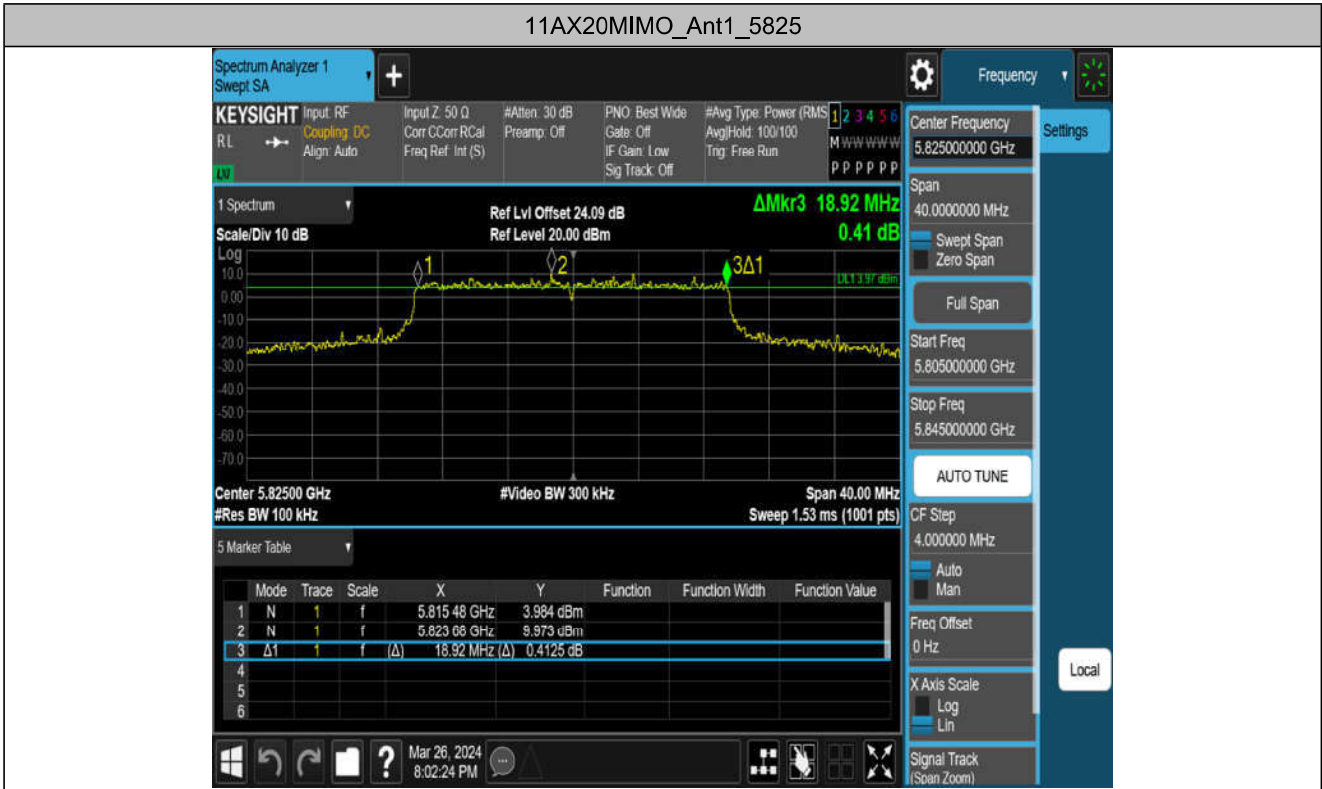 11AX20MIMO_Ant1_5825
Spectrum Analyzer 1
Swept SA
+
Frequency
KEYSIGHT
RL
LXI
Input: RF
Coupling: DC
Align: Auto
Input Z: 50 Ω
Corr CCorr RCal
Freq Ref: Int (S)
#Atten: 30 dB
Preamp: Off
PNO: Best Wide
Gate: Off
IF Gain: Low
Sig Track: Off
#Avg Type: Power (RMS
Avg|Hold: 100/100
Trig: Free Run
1 2 3 4 5 6
M W W W W W
P P P P P P
1 Spectrum
Scale/Div 10 dB
Ref Lvl Offset 24.09 dB
Ref Level 20.00 dBm
ΔMkr3 18.92 MHz
0.41 dB
Log
1
2
3Δ1
DL1 3.97 dBm
10.0
0.00
-10.0
-20.0
-30.0
-40.0
-50.0
-60.0
-70.0
Center 5.82500 GHz
#Video BW 300 kHz
Span 40.00 MHz
#Res BW 100 kHz
Sweep 1.53 ms (1001 pts)
5 Marker Table
Mode Trace Scale X Y Function Function Width Function Value
1 N 1 f 5.815 48 GHz 3.984 dBm
2 N 1 f 5.823 68 GHz 9.973 dBm
3 Δ1 1 f (Δ) 18.92 MHz (Δ) 0.4125 dB
4
5
6
Mar 26, 2024
8:02:24 PM
?
Center Frequency
5.825000000 GHz
Settings
Span
40.0000000 MHz
Swept Span
Zero Span
Full Span
Start Freq
5.805000000 GHz
Stop Freq
5.845000000 GHz
AUTO TUNE
CF Step
4.000000 MHz
Auto
Man
Freq Offset
0 Hz
X Axis Scale
Log
Lin
Local
Signal Track
(Span Zoom)